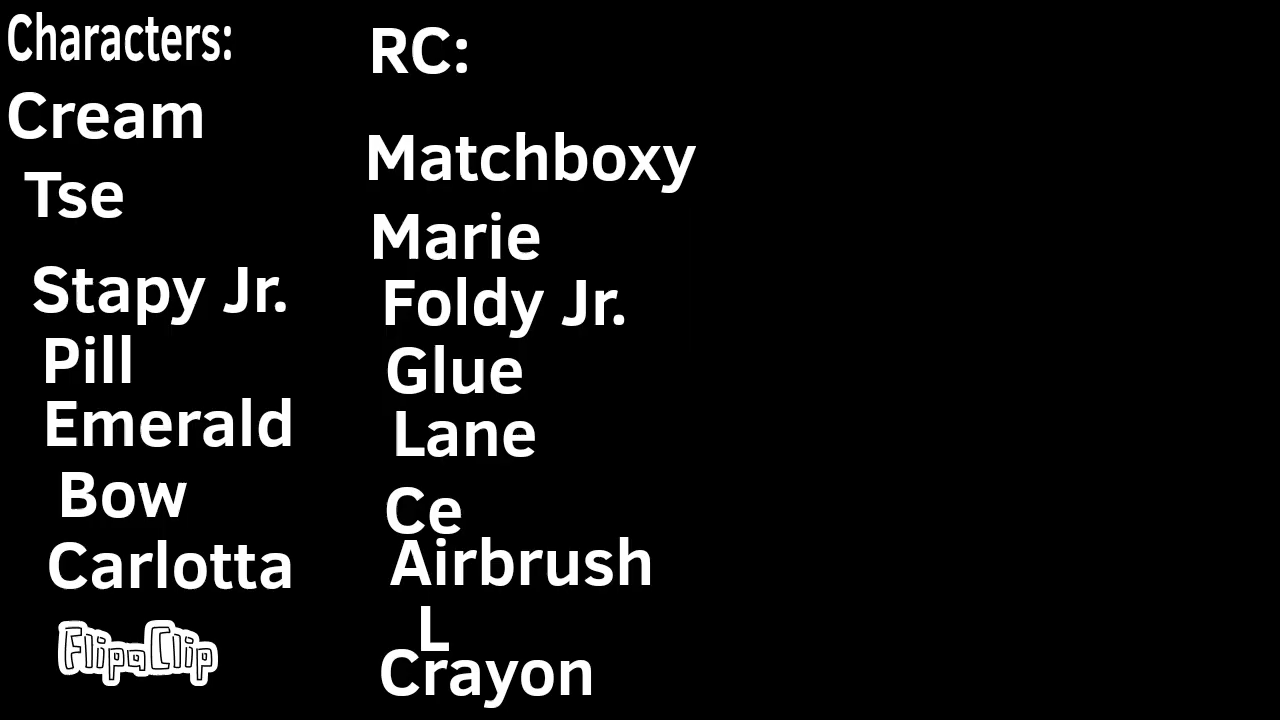 Characters:
Cream
Tse
Stapy Jr.
Pill
Emerald
Bow
Carlotta
FlipaClip
RC:
Matchboxy
Marie
Foldy Jr.
Glue
Lane
Ce
Airbrush
L
Crayon